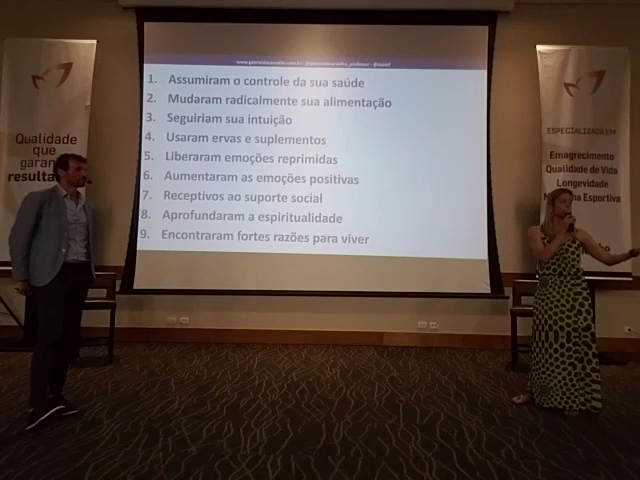 1. Assumiram o controle da sua saúde
2. Mudaram radicalmente sua alimentação
3. Seguiriam sua intuição
4. Usaram ervas e suplementos
5. Liberaram emoções reprimidas
6. Aumentaram as emoções positivas
7. Receptivos ao suporte social
8. Aprofundaram a espiritualidade
9. Encontraram fortes razões para viver
Qualidade
que
garan
resulta
ESPECIALIZADA EM
Emagrecimento
Qualidade de Vida
Longevidade
Esportiva